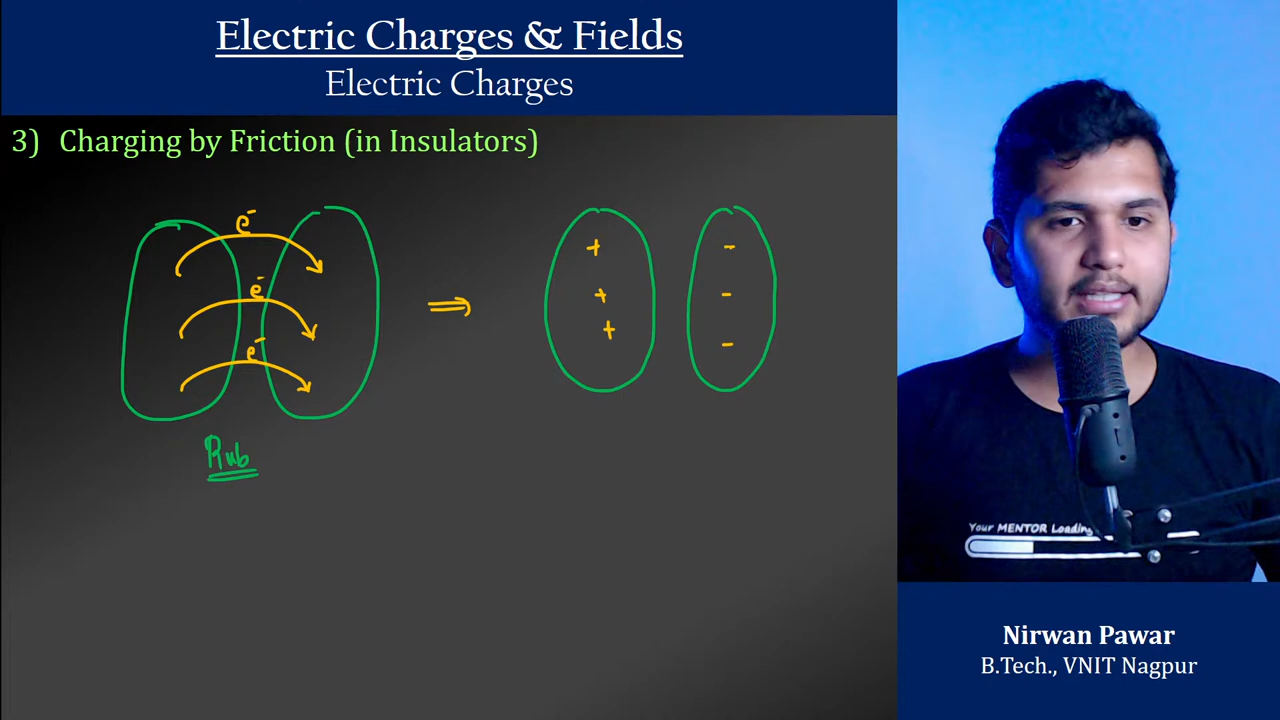 Electric Charges & Fields
Electric Charges
3) Charging by Friction (in Insulators)
e⁻
e⁻
e⁻
⇒
+ -
+ -
+ -
Rub
Your MENTOR Loading
Nirwan Pawar
B.Tech., VNIT Nagpur